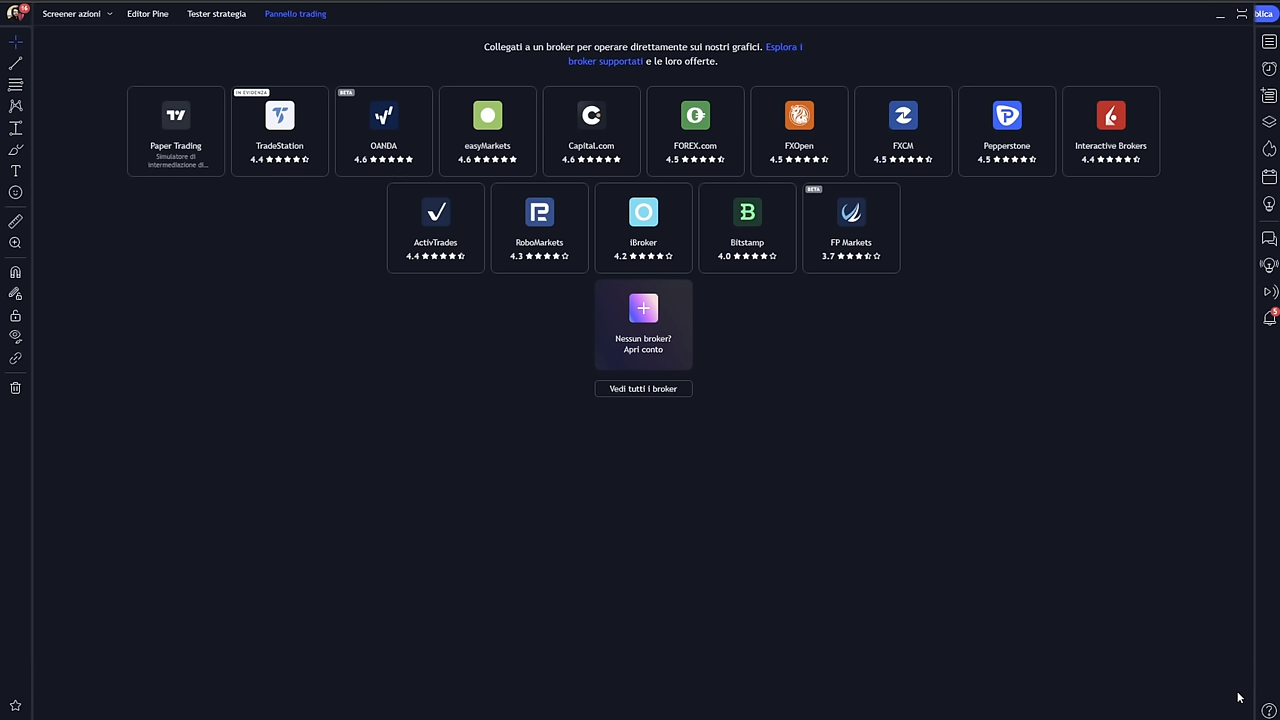 16
Screener azioni
Editor Pine
Tester strategia
Pannello trading
blica
Collegati a un broker per operare direttamente sui nostri grafici. Esplora i
broker supportati e le loro offerte.
Paper Trading
Simulatore di
intermediazione di...
IN EVIDENZA
TradeStation
4.4
BETA
OANDA
4.6
easyMarkets
4.6
Capital.com
4.6
FOREX.com
4.5
FXOpen
4.5
FXCM
4.5
Pepperstone
4.5
Interactive Brokers
4.4
ActivTrades
4.4
RoboMarkets
4.3
iBroker
4.2
Bitstamp
4.0
BETA
FP Markets
3.7
Nessun broker?
Apri conto
Vedi tutti i broker
5